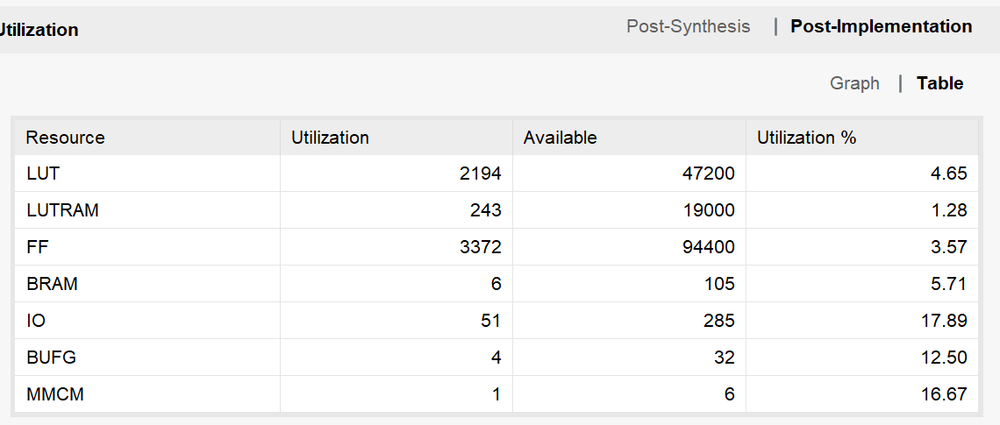 Utilization Post-Synthesis | Post-Implementation
Graph | Table
Resource Utilization Available Utilization %
LUT 2194 47200 4.65
LUTRAM 243 19000 1.28
FF 3372 94400 3.57
BRAM 6 105 5.71
IO 51 285 17.89
BUFG 4 32 12.50
MMCM 1 6 16.67